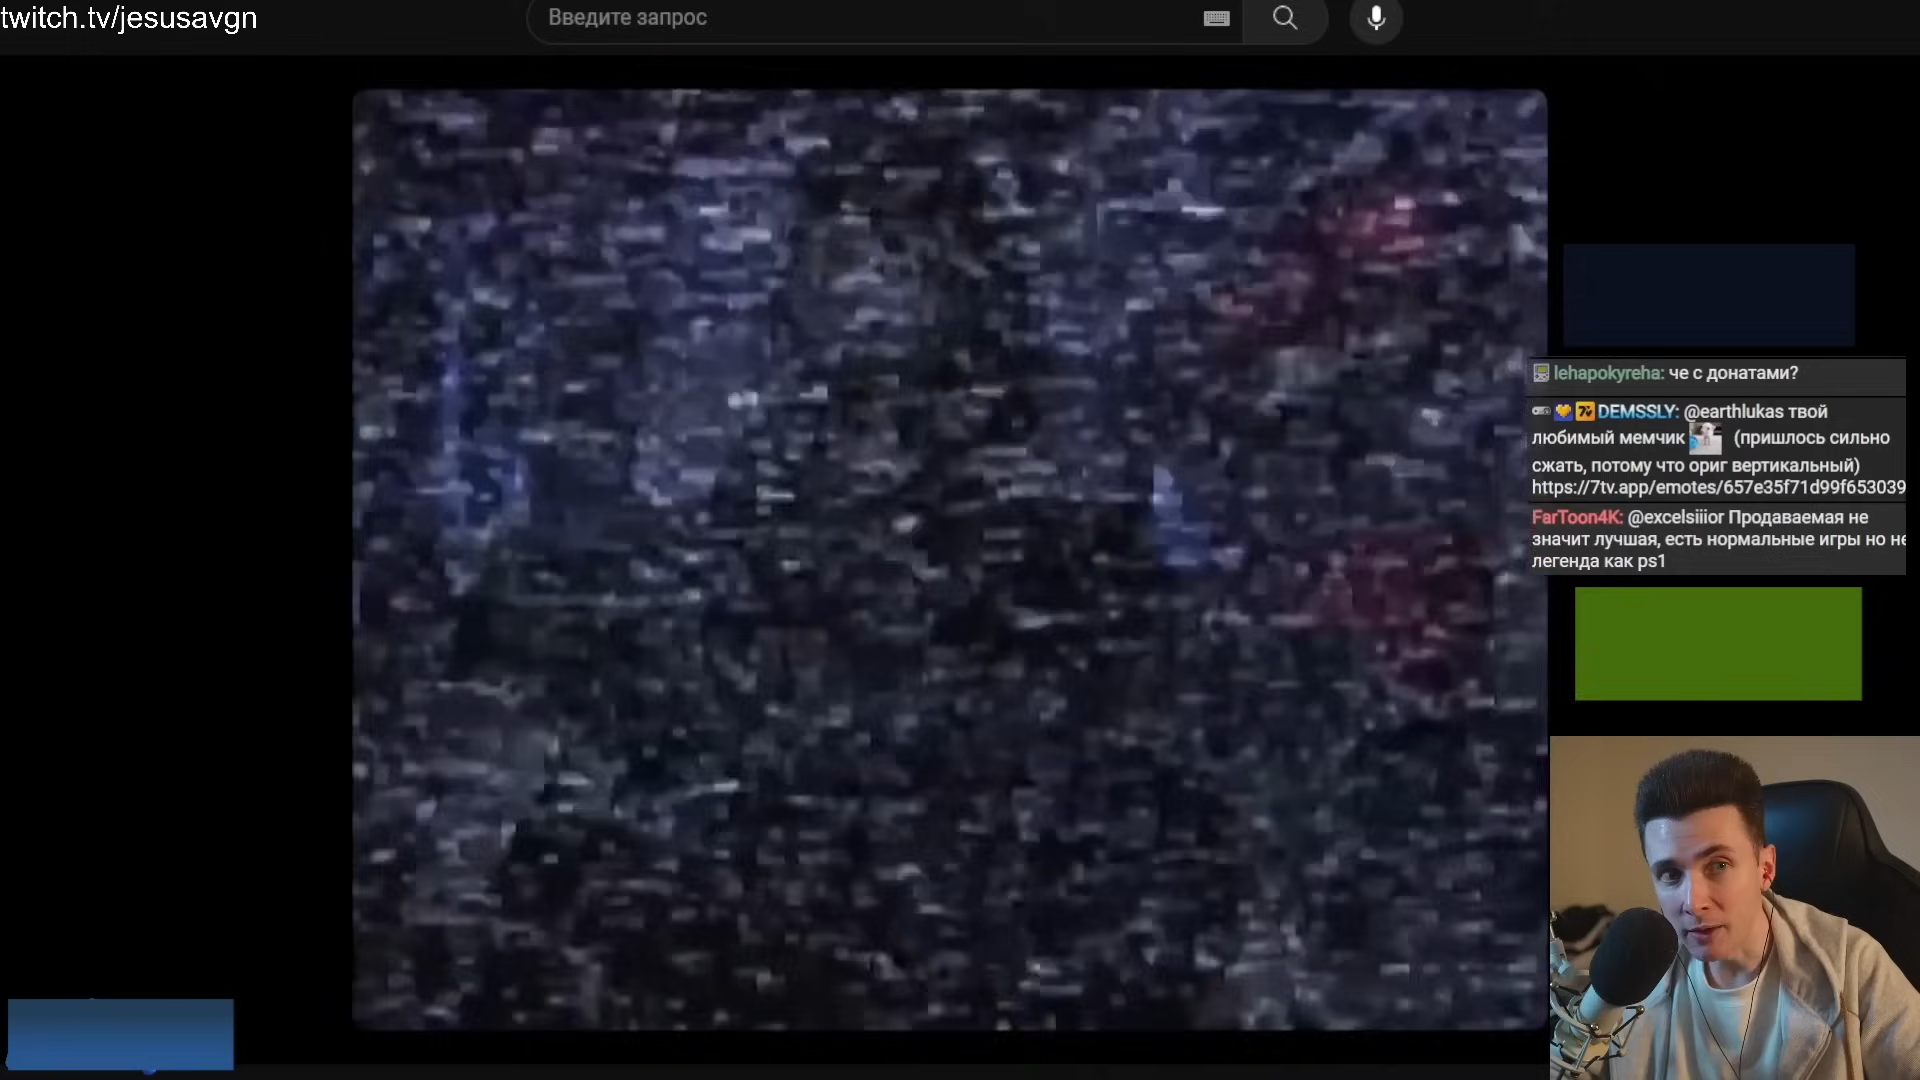 twitch.tv/jesusavgn
Введите запрос
lehapokyreha: че с донатами?
DEMSSLY: @earthlukas твой
любимый мемчик (пришлось сильно
сжать, потому что ориг вертикальный)
https://7tv.app/emotes/657e35f71d99f653039
FarToon4K: @excelsiiior Продаваемая не
значит лучшая, есть нормальные игры но не
легенда как ps1